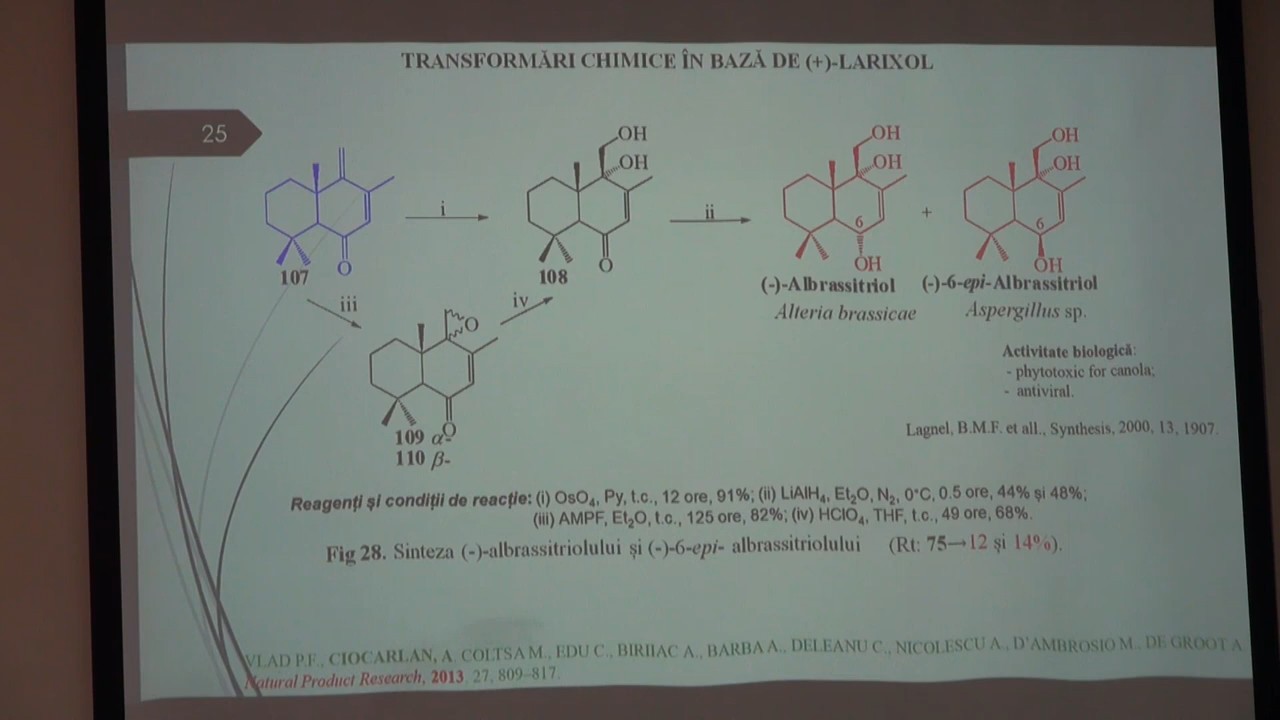 TRANSFORMĂRI CHIMICE ÎN BAZĂ DE (+)-LARIXOL
25
OH
OH
i
O
107
O
108
ii
OH
OH
6
OH
(-)-Albrassitriol
Alteria brassicae
+
OH
OH
6
OH
(-)-6-epi-Albrassitriol
Aspergillus sp.
iii
iv
O
O
109 α-
110 β-
Activitate biologică:
- phytotoxic for canola;
- antiviral.
Lagnel, B.M.F. et all., Synthesis, 2000, 13, 1907.
Reagenți și condiții de reacție: (i) OsO₄, Py, t.c., 12 ore, 91%; (ii) LiAlH₄, Et₂O, N₂, 0°C, 0.5 ore, 44% și 48%;
(iii) AMPF, Et₂O, t.c., 125 ore, 82%; (iv) HClO₄, THF, t.c., 49 ore, 68%.
Fig 28. Sinteza (-)-albrassitriolului și (-)-6-epi- albrassitriolului (Rt: 75→12 și 14%).
VLAD P.F., CIOCARLAN, A. COLTSA M., EDU C., BIRIIAC A., BARBA A., DELEANU C., NICOLESCU A., D'AMBROSIO M., DE GROOT A
Natural Product Research, 2013, 27, 809–817.